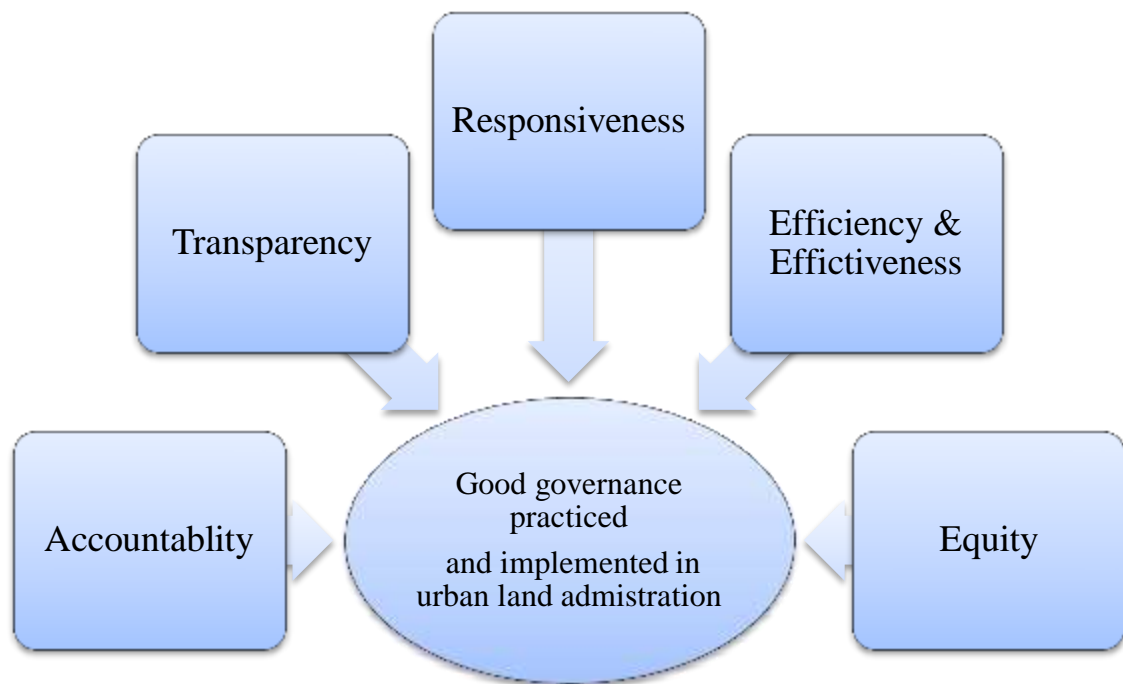 Responsiveness
Transparency
Efficiency &
Effictiveness
Accountablity
Good governance
practiced
and implemented in
urban land admistration
Equity